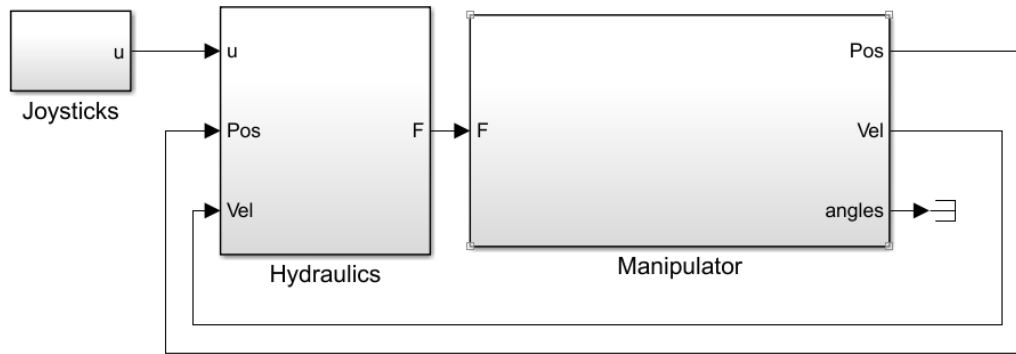 u
Joysticks
u
Pos
Vel
F
Hydraulics
F
Pos
Vel
angles
Manipulator